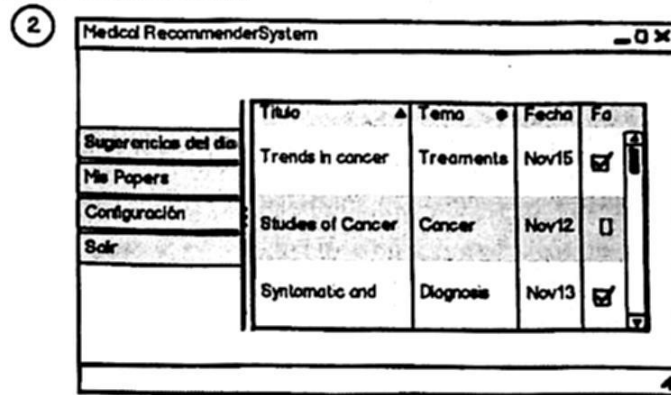 2
Medical RecommenderSystem
Titulo Tema Fecha Fa
Sugerencias del dia
Trends in cancer Treaments Nov15
Mis Papers
Configuración
Studies of Cancer Cancer Nov12
Salir
Syntomatic and Diagnosis Nov13